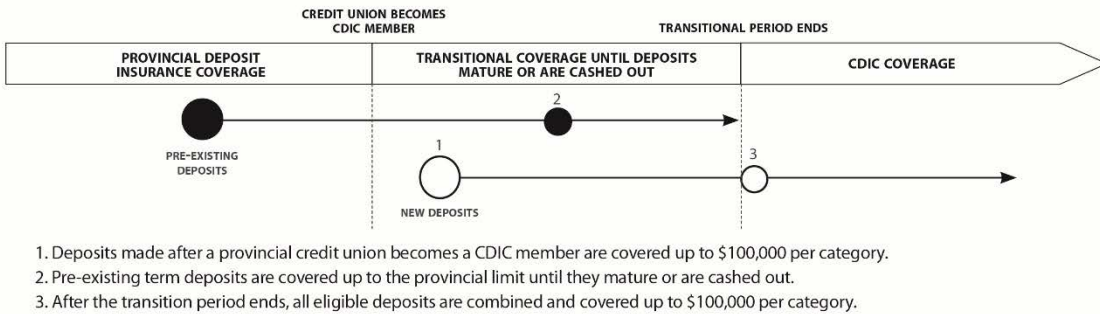 CREDIT UNION BECOMES
CDIC MEMBER
TRANSITIONAL PERIOD ENDS
PROVINCIAL DEPOSIT
INSURANCE COVERAGE
TRANSITIONAL COVERAGE UNTIL DEPOSITS
MATURE OR ARE CASHED OUT
CDIC COVERAGE
2
PRE-EXISTING
DEPOSITS
1
3
NEW DEPOSITS
1. Deposits made after a provincial credit union becomes a CDIC member are covered up to $100,000 per category.
2. Pre-existing term deposits are covered up to the provincial limit until they mature or are cashed out.
3. After the transition period ends, all eligible deposits are combined and covered up to $100,000 per category.